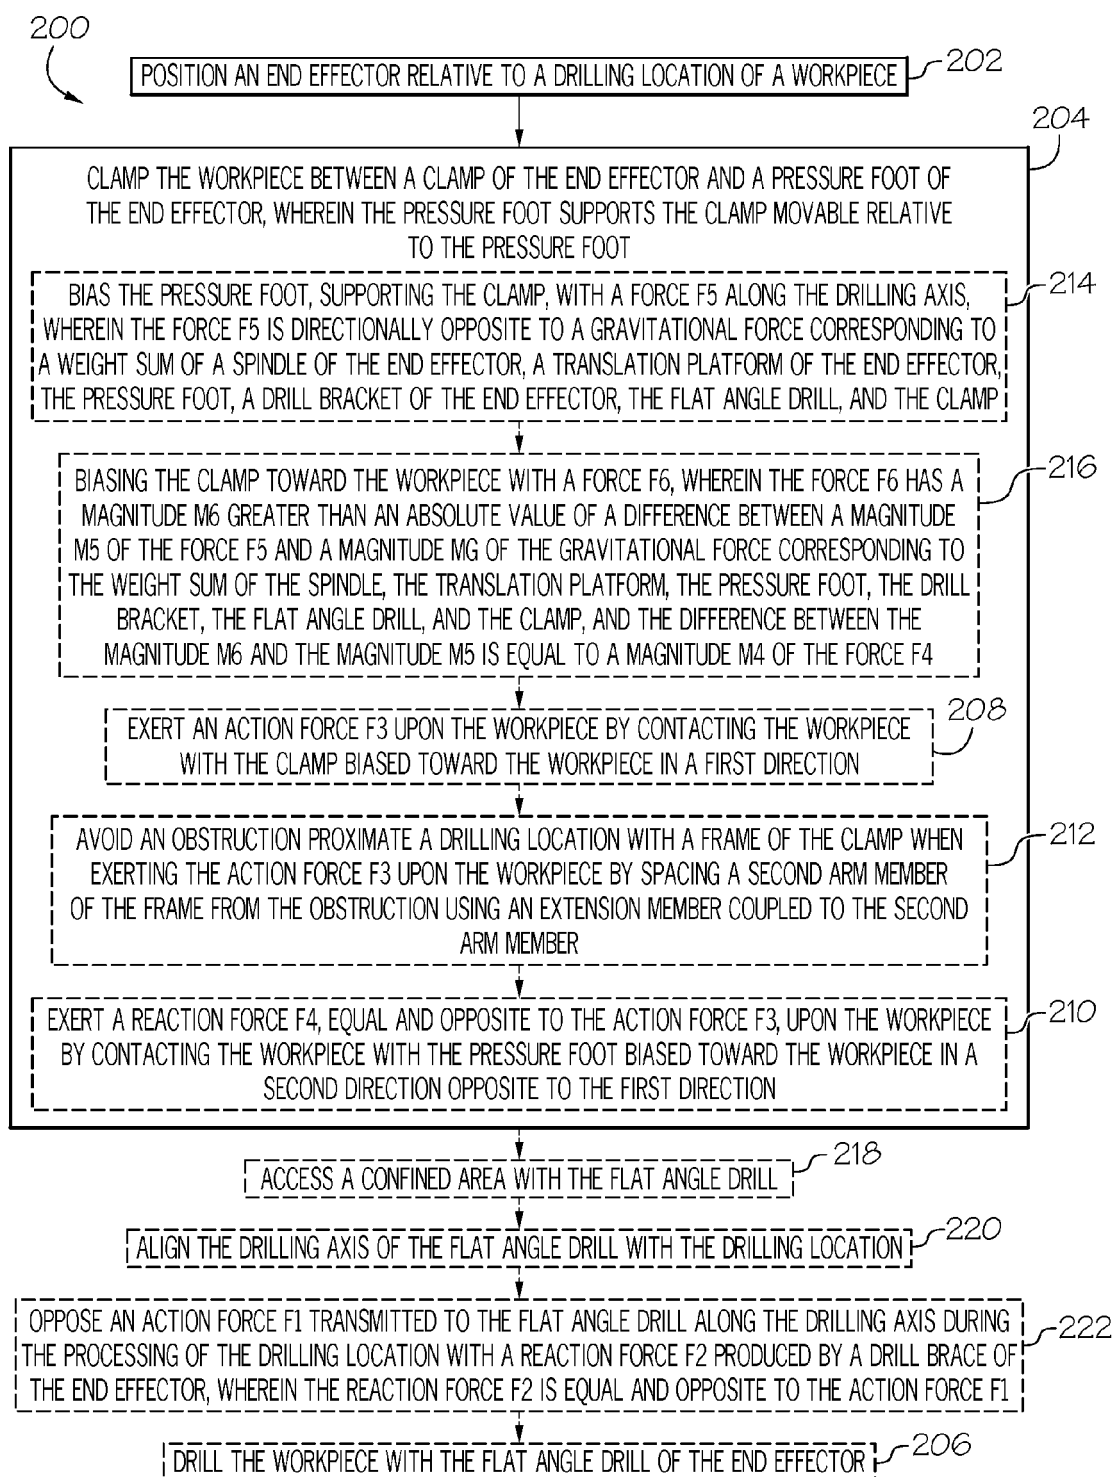 200
POSITION AN END EFFECTOR RELATIVE TO A DRILLING LOCATION OF A WORKPIECE
202
204
CLAMP THE WORKPIECE BETWEEN A CLAMP OF THE END EFFECTOR AND A PRESSURE FOOT OF
THE END EFFECTOR, WHEREIN THE PRESSURE FOOT SUPPORTS THE CLAMP MOVABLE RELATIVE
TO THE PRESSURE FOOT
214
BIAS THE PRESSURE FOOT, SUPPORTING THE CLAMP, WITH A FORCE F5 ALONG THE DRILLING AXIS,
WHEREIN THE FORCE F5 IS DIRECTIONALLY OPPOSITE TO A GRAVITATIONAL FORCE CORRESPONDING TO
A WEIGHT SUM OF A SPINDLE OF THE END EFFECTOR, A TRANSLATION PLATFORM OF THE END EFFECTOR,
THE PRESSURE FOOT, A DRILL BRACKET OF THE END EFFECTOR, THE FLAT ANGLE DRILL, AND THE CLAMP
216
BIASING THE CLAMP TOWARD THE WORKPIECE WITH A FORCE F6, WHEREIN THE FORCE F6 HAS A
MAGNITUDE M6 GREATER THAN AN ABSOLUTE VALUE OF A DIFFERENCE BETWEEN A MAGNITUDE
M5 OF THE FORCE F5 AND A MAGNITUDE MG OF THE GRAVITATIONAL FORCE CORRESPONDING TO
THE WEIGHT SUM OF THE SPINDLE, THE TRANSLATION PLATFORM, THE PRESSURE FOOT, THE DRILL
BRACKET, THE FLAT ANGLE DRILL, AND THE CLAMP, AND THE DIFFERENCE BETWEEN THE
MAGNITUDE M6 AND THE MAGNITUDE M5 IS EQUAL TO A MAGNITUDE M4 OF THE FORCE F4
208
EXERT AN ACTION FORCE F3 UPON THE WORKPIECE BY CONTACTING THE WORKPIECE
WITH THE CLAMP BIASED TOWARD THE WORKPIECE IN A FIRST DIRECTION
212
AVOID AN OBSTRUCTION PROXIMATE A DRILLING LOCATION WITH A FRAME OF THE CLAMP WHEN
EXERTING THE ACTION FORCE F3 UPON THE WORKPIECE BY SPACING A SECOND ARM MEMBER
OF THE FRAME FROM THE OBSTRUCTION USING AN EXTENSION MEMBER COUPLED TO THE SECOND
ARM MEMBER
210
EXERT A REACTION FORCE F4, EQUAL AND OPPOSITE TO THE ACTION FORCE F3, UPON THE WORKPIECE
BY CONTACTING THE WORKPIECE WITH THE PRESSURE FOOT BIASED TOWARD THE WORKPIECE IN A
SECOND DIRECTION OPPOSITE TO THE FIRST DIRECTION
218
ACCESS A CONFINED AREA WITH THE FLAT ANGLE DRILL
220
ALIGN THE DRILLING AXIS OF THE FLAT ANGLE DRILL WITH THE DRILLING LOCATION
OPPOSE AN ACTION FORCE F1 TRANSMITTED TO THE FLAT ANGLE DRILL ALONG THE DRILLING AXIS DURING
THE PROCESSING OF THE DRILLING LOCATION WITH A REACTION FORCE F2 PRODUCED BY A DRILL BRACE OF
THE END EFFECTOR, WHEREIN THE REACTION FORCE F2 IS EQUAL AND OPPOSITE TO THE ACTION FORCE F1
222
DRILL THE WORKPIECE WITH THE FLAT ANGLE DRILL OF THE END EFFECTOR
206